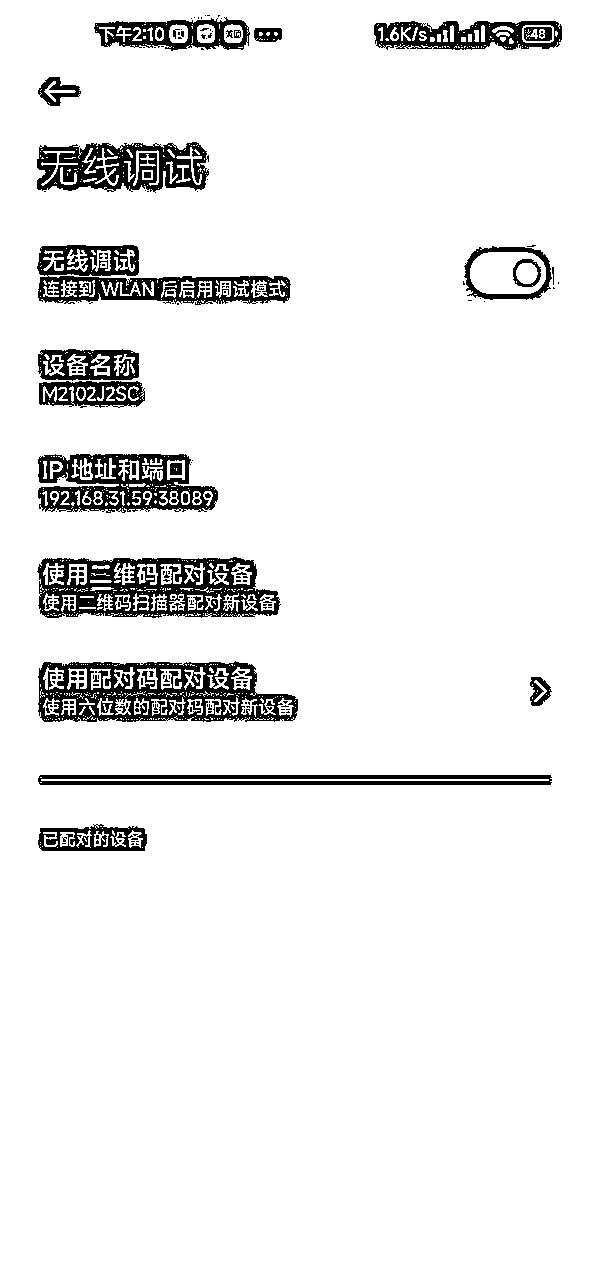 下午2:10
1.6K/s
48
无线调试
无线调试
连接到 WLAN 后启用调试模式
设备名称
M2102J2SC
IP 地址和端口
192.168.31.59:38089
使用二维码配对设备
使用二维码扫描器配对新设备
使用配对码配对设备
使用六位数的配对码配对新设备
已配对的设备